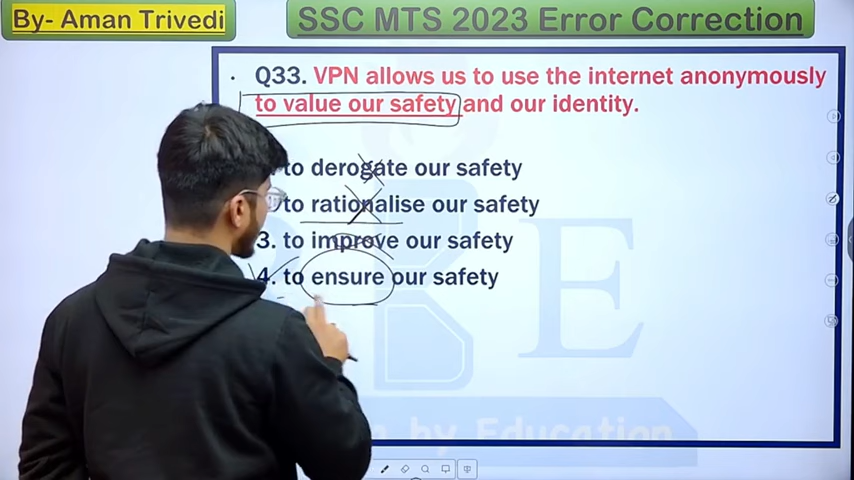 By- Aman Trivedi
SSC MTS 2023 Error Correction
· Q33. VPN allows us to use the internet anonymously
to value our safety and our identity.
to derogate our safety
to rationalise our safety
3. to improve our safety
4. to ensure our safety
E
by Education